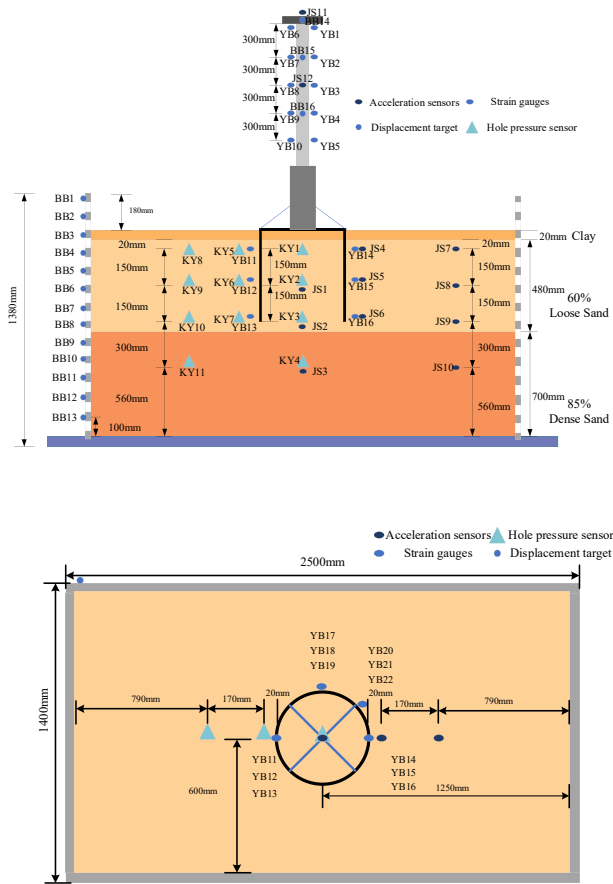 JS11
BB14
YB6 YB1
300mm
BB15
YB7 YB2
300mm
JS12
YB8 YB3
300mm
BB16
YB9 YB4
300mm
YB10 YB5
Acceleration sensors Strain gauges
Displacement target Hole pressure sensor
BB1
BB2
BB3
BB4
BB5
BB6
BB7
BB8
BB9
BB10
BB11
BB12
BB13
1380mm
180mm
20mm
150mm
150mm
300mm
560mm
100mm
KY8
KY9
KY10
KY11
KY5
YB11
KY6
YB12
KY7
YB13
KY1
150mm
KY2
JS1
150mm
KY3
JS2
KY4
JS3
JS4
YB14
JS5
YB15
JS6
YB16
JS7
JS8
JS9
JS10
20mm
150mm
150mm
300mm
560mm
20mm Clay
480mm
60%
Loose Sand
700mm
85%
Dense Sand
Acceleration sensors Hole pressure sensor
Strain gauges Displacement target
2500mm
1400mm
YB17
YB18
YB19
YB20
YB21
YB22
790mm
170mm
20mm
20mm
170mm
790mm
YB11
YB12
YB13
YB14
YB15
YB16
600mm
1250mm